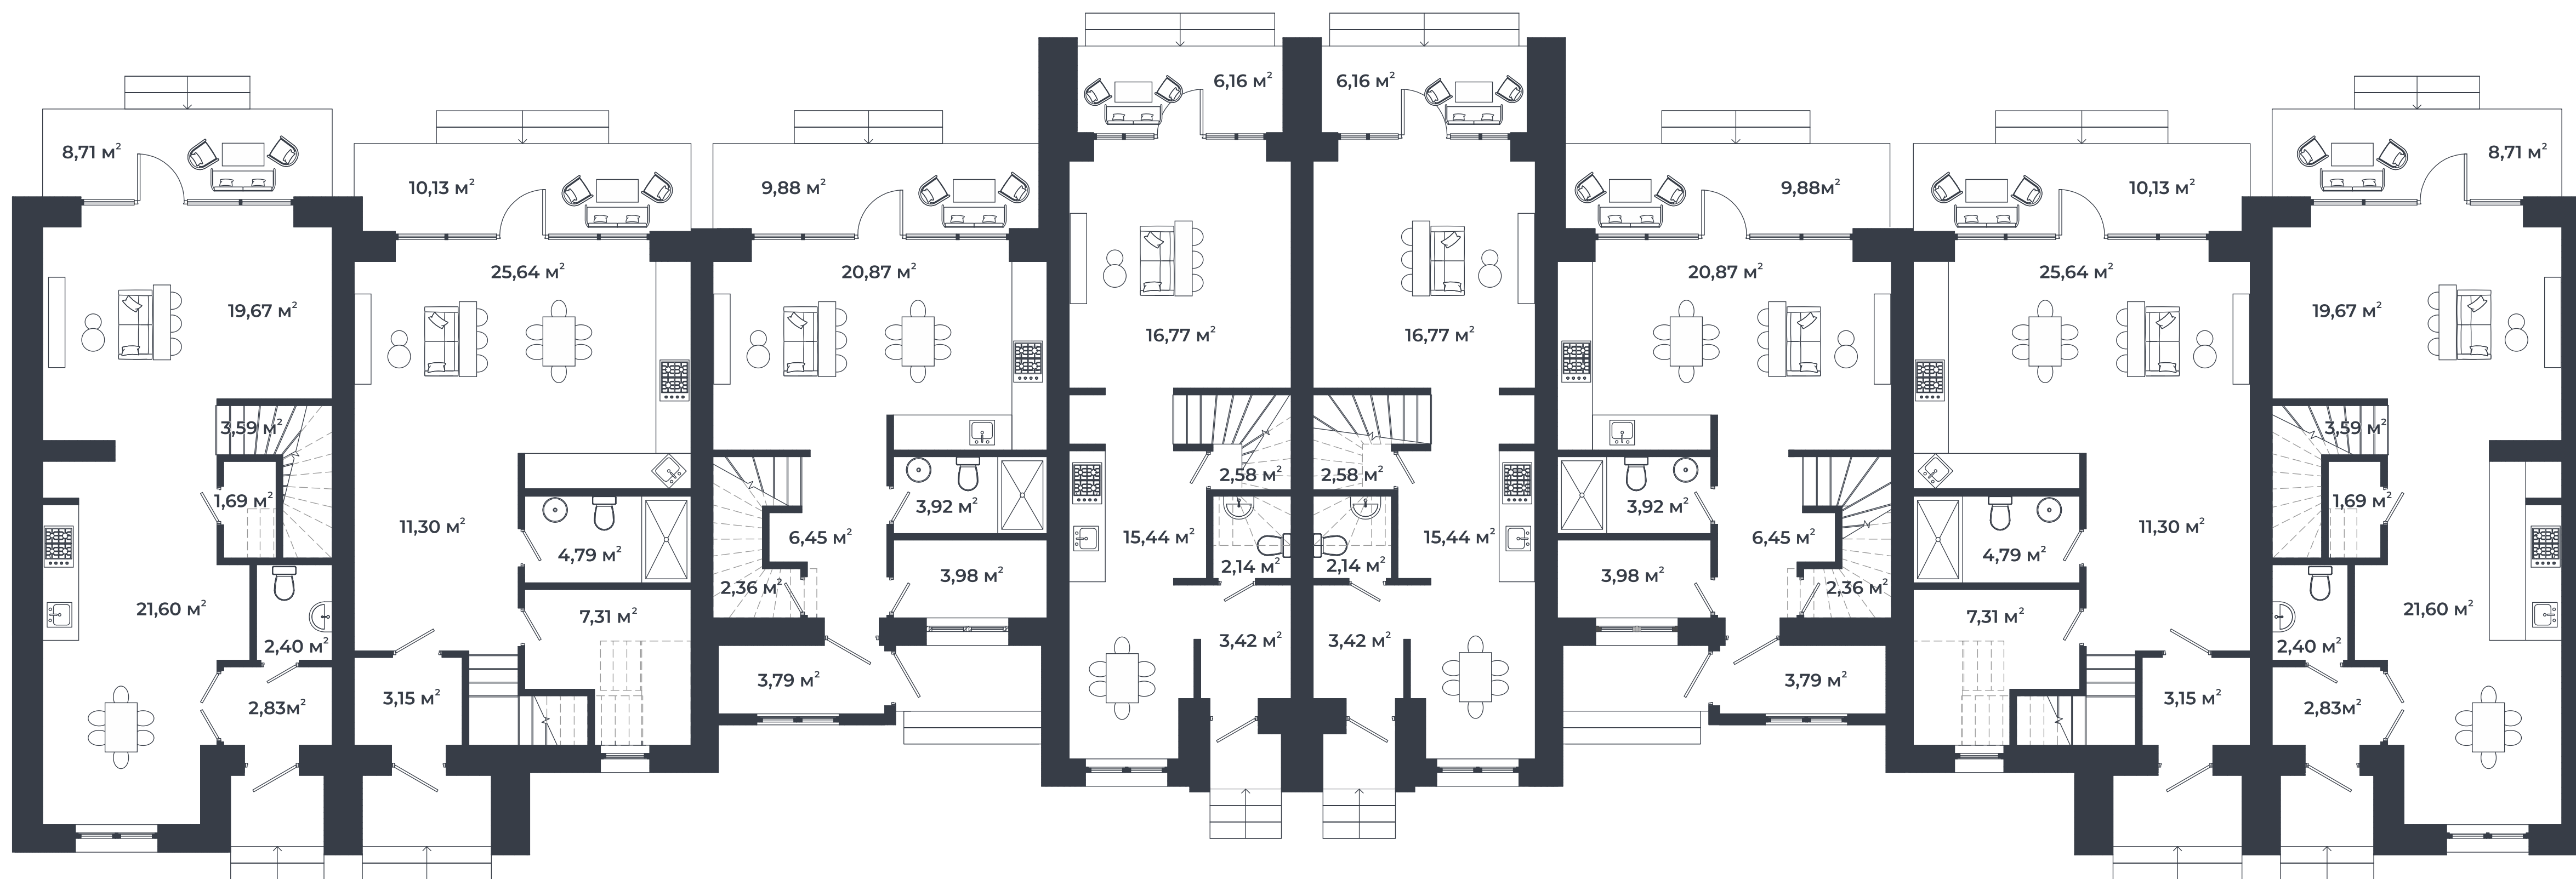 6,16 м²
6,16 м²
8,71 м²
8,71 м²
10,13 м²
9,88 м²
9,88м²
10,13 м²
25,64 м²
20,87 м²
20,87 м²
25,64 м²
19,67 м²
19,67 м²
16,77 м²
16,77 м²
3,59 м²
3,59 м²
2,58 м²
2,58 м²
1,69 м²
1,69 м²
3,92 м²
3,92 м²
11,30 м²
11,30 м²
6,45 м²
15,44 м²
15,44 м²
6,45 м²
4,79 м²
4,79 м²
2,14 м²
2,14 м²
3,98 м²
3,98 м²
2,36 м²
2,36 м²
21,60 м²
21,60 м²
7,31 м²
7,31 м²
2,40 м²
3,42 м²
3,42 м²
2,40 м²
3,79 м²
3,79 м²
3,15 м²
3,15 м²
2,83м²
2,83м²